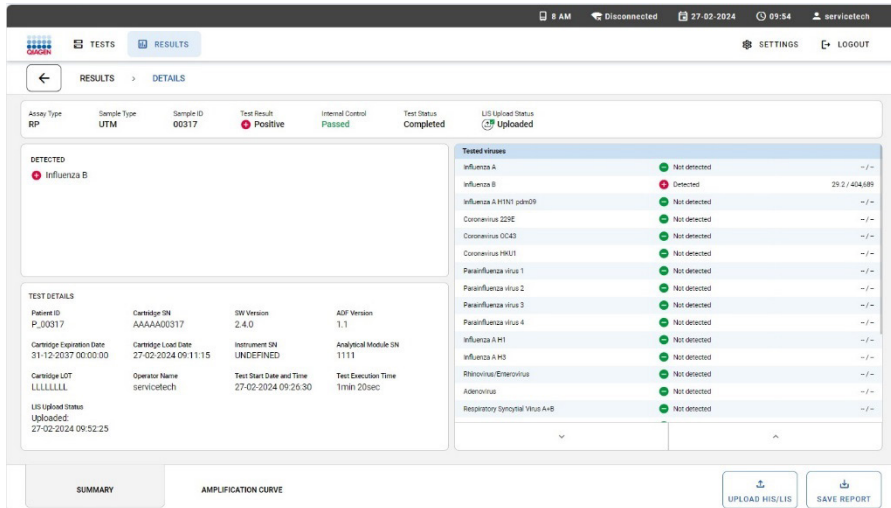 8 AM Disconnected 27-02-2024 09:54 servicetech
QIAGEN TESTS RESULTS SETTINGS LOGOUT
RESULTS > DETAILS
Assay Type Sample Type Sample ID Test Result Internal Control Test Status LIS Upload Status
RP UTM 00317 Positive Passed Completed Uploaded
DETECTED
Influenza B
TEST DETAILS
Patient ID Cartridge SN SW Version ADF Version
P_00317 AAAAA00317 2.4.0 1.1
Cartridge Expiration Date Cartridge Load Date Instrument SN Analytical Module SN
31-12-2037 00:00:00 27-02-2024 09:11:15 UNDEFINED 1111
Cartridge LOT Operator Name Test Start Date and Time Test Execution Time
LLLLLLLL servicetech 27-02-2024 09:26:30 1min 20sec
LIS Upload Status
Uploaded:
27-02-2024 09:52:25
Tested viruses
Influenza A Not detected -- / --
Influenza B Detected 29.2 / 404,689
Influenza A H1N1 pdm09 Not detected -- / --
Coronavirus 229E Not detected -- / --
Coronavirus OC43 Not detected -- / --
Coronavirus HKU1 Not detected -- / --
Parainfluenza virus 1 Not detected -- / --
Parainfluenza virus 2 Not detected -- / --
Parainfluenza virus 3 Not detected -- / --
Parainfluenza virus 4 Not detected -- / --
Influenza A H1 Not detected -- / --
Influenza A H3 Not detected -- / --
Rhinovirus/Enterovirus Not detected -- / --
Adenovirus Not detected -- / --
Respiratory Syncytial Virus A+B Not detected -- / --
SUMMARY AMPLIFICATION CURVE UPLOAD HIS/LIS SAVE REPORT